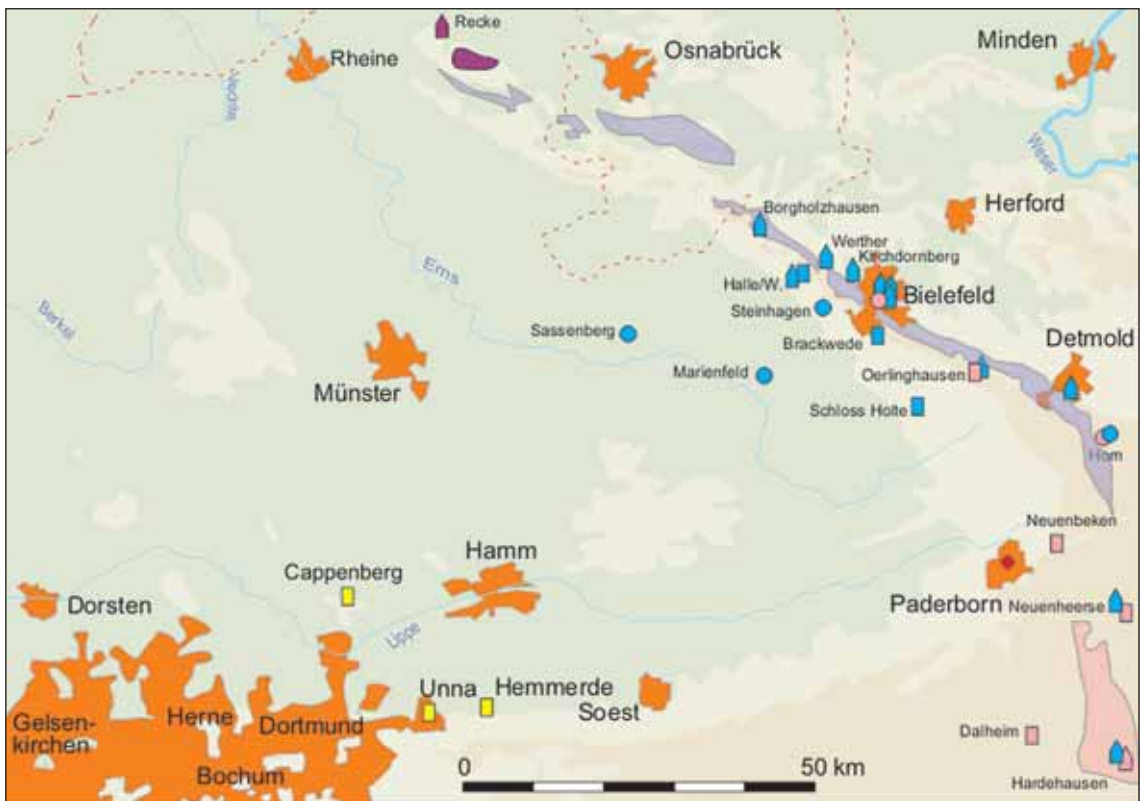 Recke
Rheine
Osnabrück
Minden
Vechte
Weser
Borgholzhausen
Herford
Werther
Kirchdornberg
Ems
Halle/W.
Bielefeld
Steinhagen
Berkel
Sassenberg
Brackwede
Detmold
Marienfeld
Oerlinghausen
Münster
Schloss Holte
Horn
Neuenbeken
Hamm
Cappenberg
Dorsten
Paderborn
Neuenheerse
Lippe
Unna
Hemmerde
Soest
Gelsen-
kirchen
Herne
Dortmund
Dalheim
Bochum
0
50 km
Hardehausen